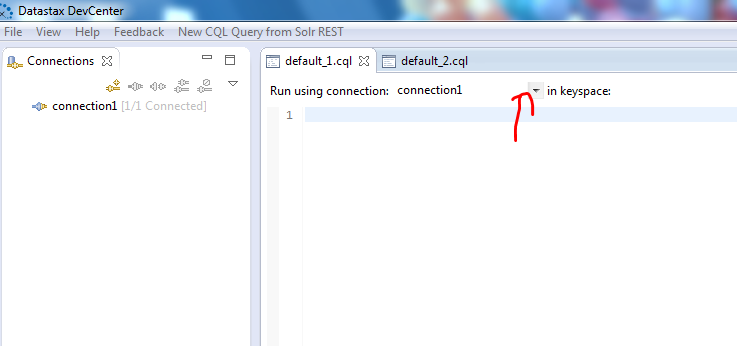 Datastax DevCenter
File View Help Feedback New CQL Query from Solr REST
Connections
default_1.cql
default_2.cql
connection1 [1/1 Connected]
Run using connection: connection1 in keyspace:
1